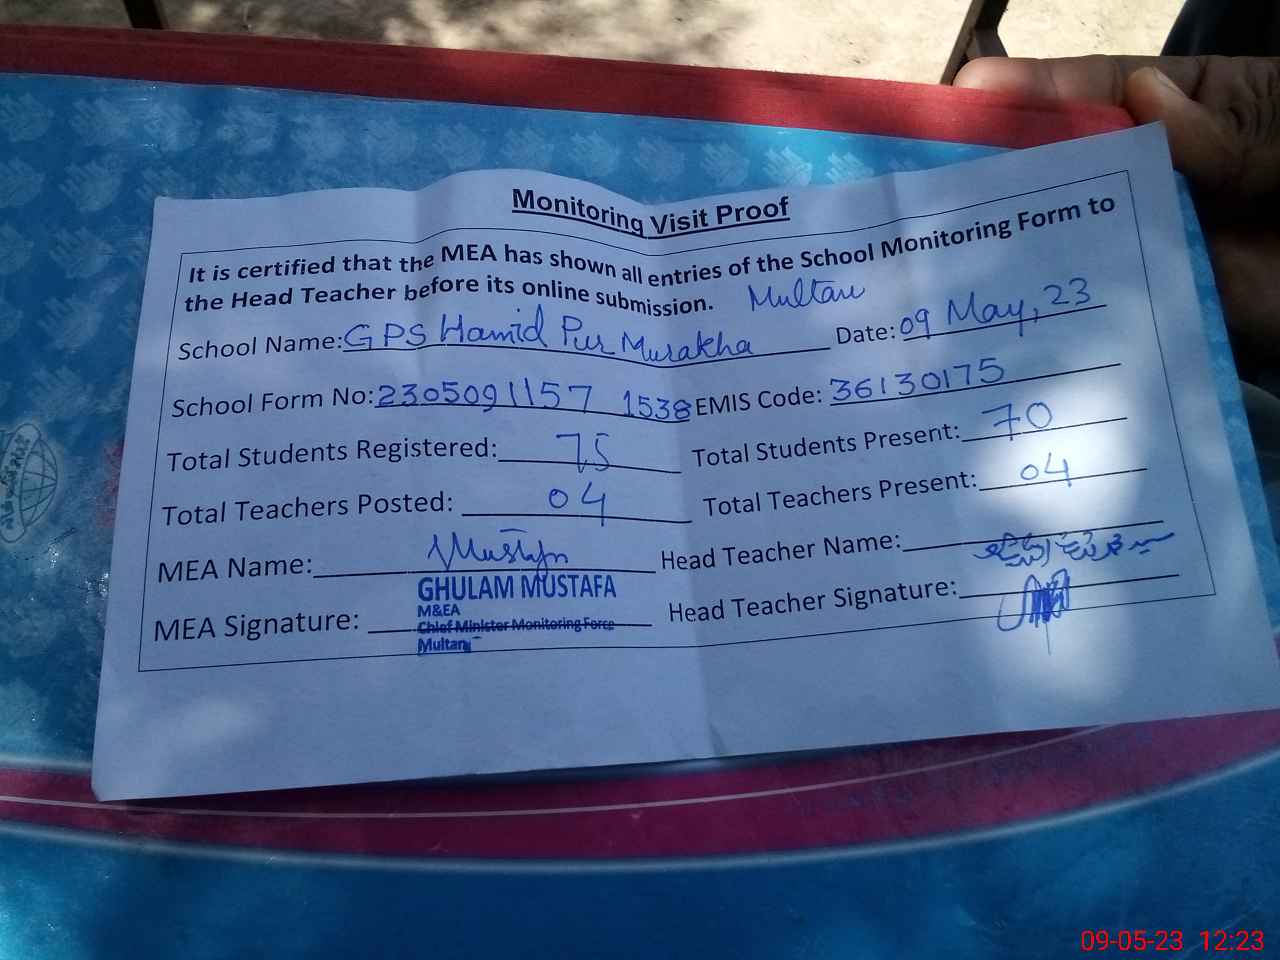 Monitoring Visit Proof
It is certified that the MEA has shown all entries of the School Monitoring Form to
the Head Teacher before its online submission. Multan
School Name: GPS Hamid Pur Murakha Date: 09 May, 23
School Form No: 2305091157 1538 EMIS Code: 36130175
Total Students Registered: 75 Total Students Present: 70
Total Teachers Posted: 04 Total Teachers Present: 04
MEA Name: Mustafa Head Teacher Name: سید محمد
GHULAM MUSTAFA
M&EA
MEA Signature: Head Teacher Signature:
Chief Minister Monitoring Force
Multan
09-05-23 12:23